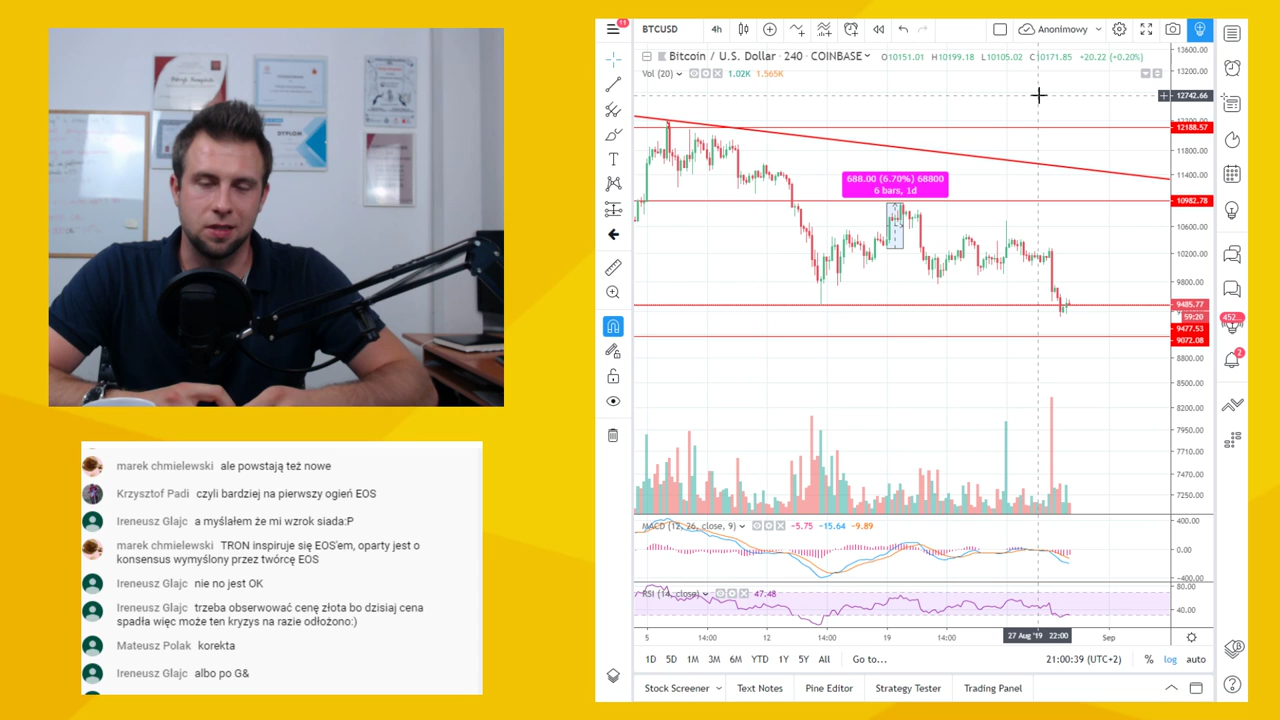 DYPLOM
marek chmielewski ale powstają też nowe
Krzysztof Padi czyli bardziej na pierwszy ogień EOS
Ireneusz Glajc a myślałem że mi wzrok siada:P
marek chmielewski TRON inspiruje się EOS'em, oparty jest o
konsensus wymyślony przez twórcę EOS
Ireneusz Glajc nie no jest OK
Ireneusz Glajc trzeba obserwować cenę złota bo dzisiaj cena
spadła więc może ten kryzys na razie odłożono:)
Mateusz Polak korekta
Ireneusz Glajc albo po G&
11
BTCUSD 4h Anonimowy
Bitcoin / U.S. Dollar · 240 · COINBASE O10151.01 H10199.18 L10105.02 C10171.85 +20.22 (+0.20%)
Vol (20) 1.02K 1.565K
688.00 (6.70%) 68800
6 bars, 1d
13600.00
13200.00
12742.66
12188.57
11800.00
11400.00
10982.78
10600.00
10200.00
9800.00
9485.77
59:20
9477.53
9072.08
8800.00
8500.00
8200.00
7950.00
7710.00
7470.00
7250.00
452...
2
MACD (12, 26, close, 9) −5.75 −15.64 −9.89
400.00
0.00
−400.00
RSI (14, close) 47.48
80.00
40.00
5 14:00 12 14:00 19 14:00 27 Aug '19 22:00 Sep
1D 5D 1M 3M 6M YTD 1Y 5Y All Go to... 21:00:39 (UTC+2) % log auto
Stock Screener Text Notes Pine Editor Strategy Tester Trading Panel